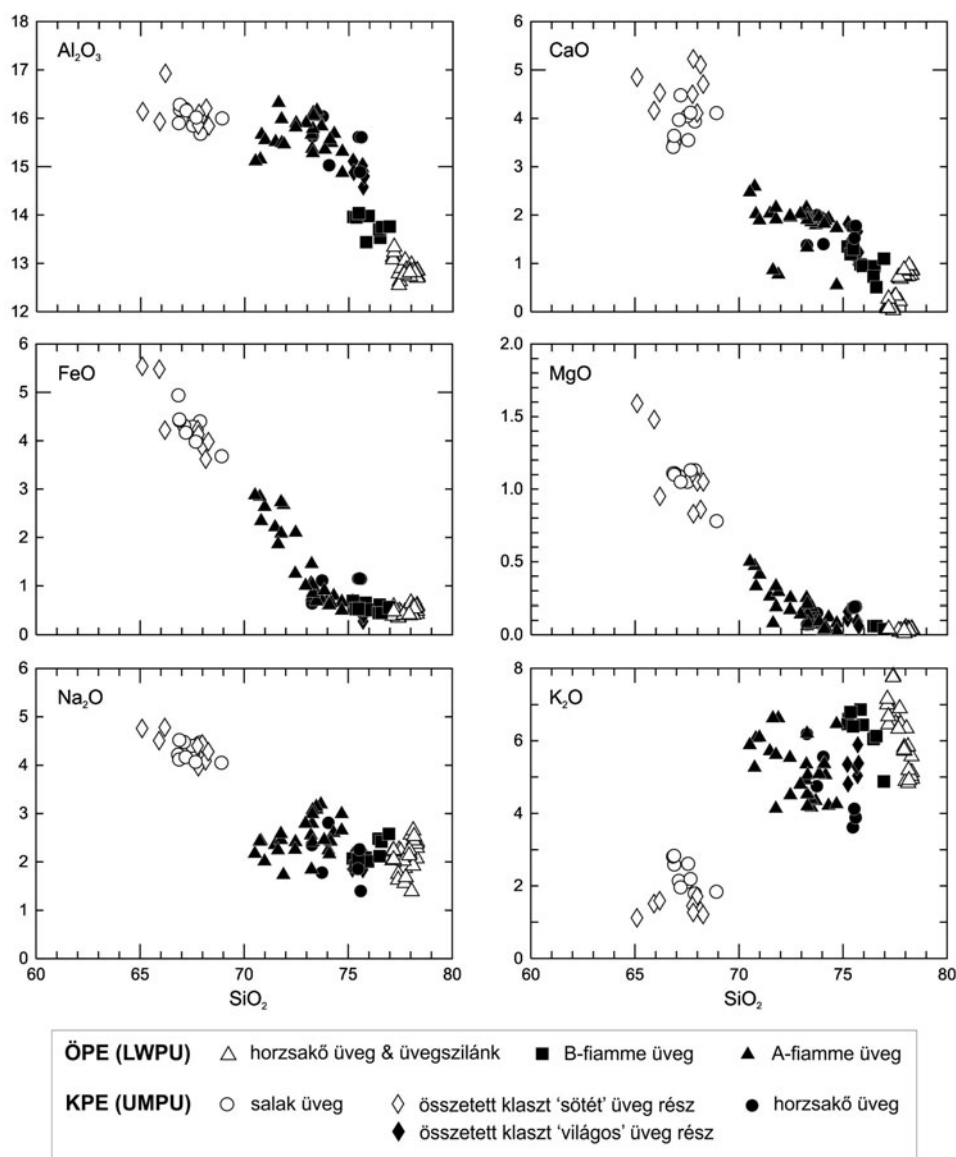 18 Al₂O₃ 6 CaO
17 5
16 4
15 3
14 2
13 1
12 0
6 FeO 2.0 MgO
5
4 1.5
3 1.0
2
1 0.5
0 0.0
6 Na₂O 8 K₂O
5
4 6
3 4
2
1 2
0 0
60 65 70 75 80 60 65 70 75 80
SiO₂ SiO₂
ÖPE (LWPU) horzsakő üveg & üvegszilánk B-fiamme üveg A-fiamme üveg
KPE (UMPU) salak üveg összetett klaszt ‘sötét’ üveg rész horzsakő üveg
összetett klaszt ‘világos’ üveg rész